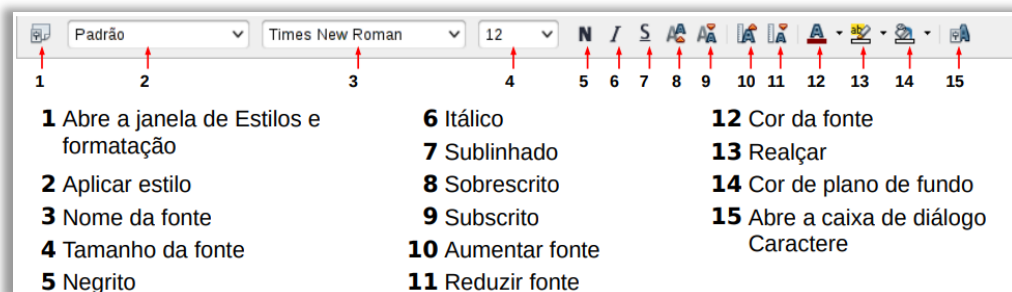 Padrão Times New Roman 12 N I S
1 2 3 4 5 6 7 8 9 10 11 12 13 14 15
1 Abre a janela de Estilos e
formatação
2 Aplicar estilo
3 Nome da fonte
4 Tamanho da fonte
5 Negrito
6 Itálico
7 Sublinhado
8 Sobrescrito
9 Subscrito
10 Aumentar fonte
11 Reduzir fonte
12 Cor da fonte
13 Realçar
14 Cor de plano de fundo
15 Abre a caixa de diálogo
Caractere